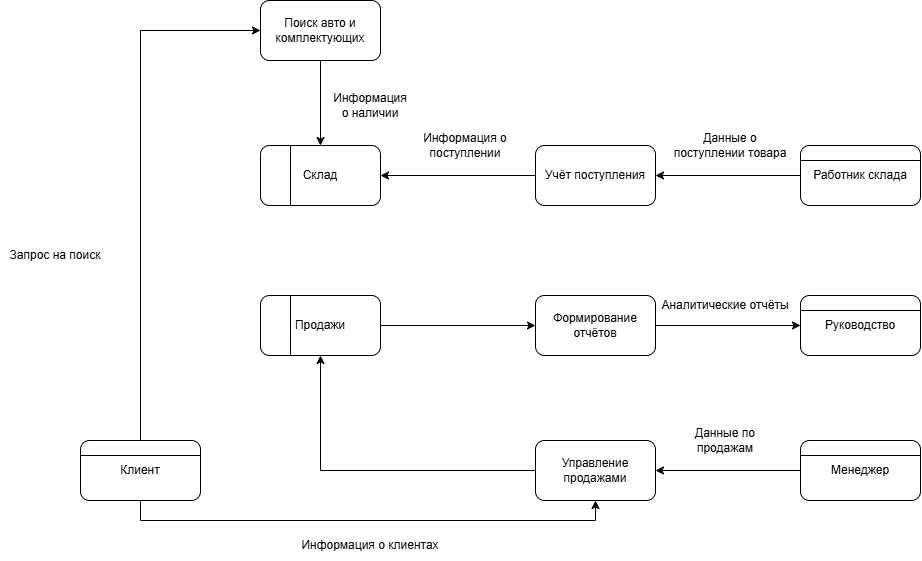 Поиск авто и
комплектующих
Информация
о наличии
Информация о
поступлении
Данные о
поступлении товара
Склад
Учёт поступления
Работник склада
Запрос на поиск
Продажи
Формирование
отчётов
Аналитические отчёты
Руководство
Данные по
продажам
Клиент
Управление
продажами
Менеджер
Информация о клиентах